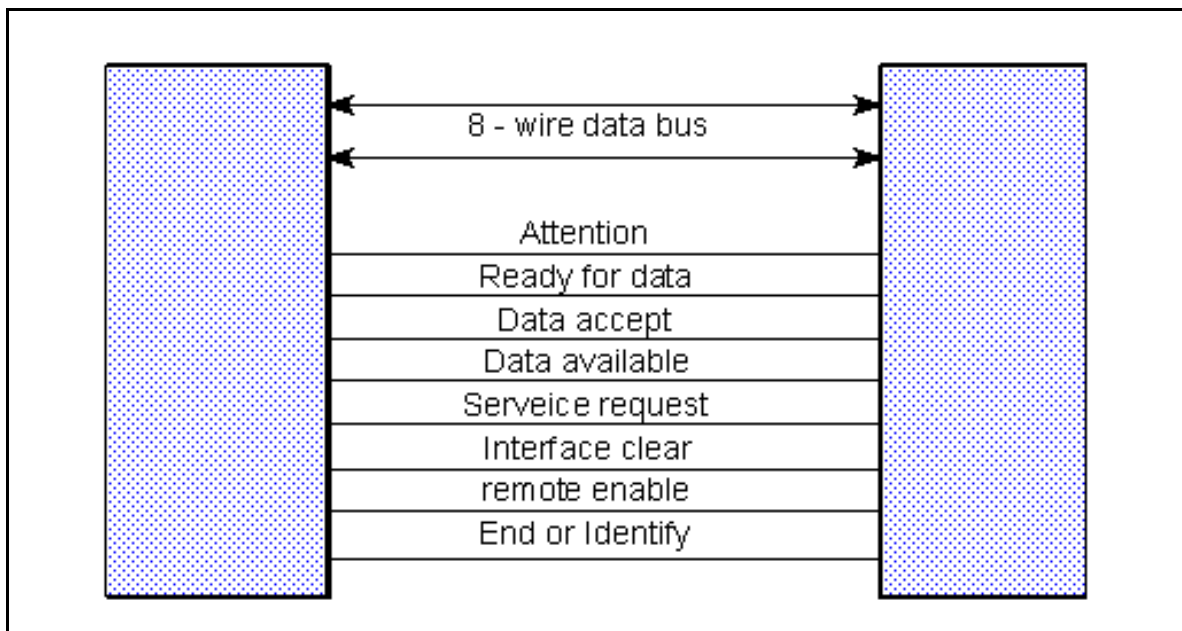 8 - wire data bus
Attention
Ready for data
Data accept
Data available
Serveice request
Interface clear
remote enable
End or Identify